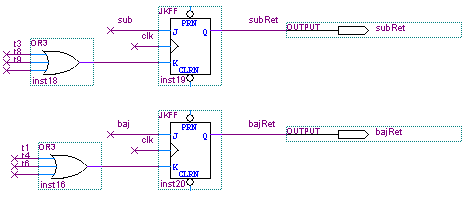 JKFF
sub
PRN
J
Q
subRet
OUTPUT
subRet
clk
t3
t8
t9
OR3
K
CLRN
inst18
inst19
JKFF
baj
PRN
J
Q
bajRet
OUTPUT
bajRet
clk
t1
t4
t6
OR3
K
CLRN
inst16
inst20